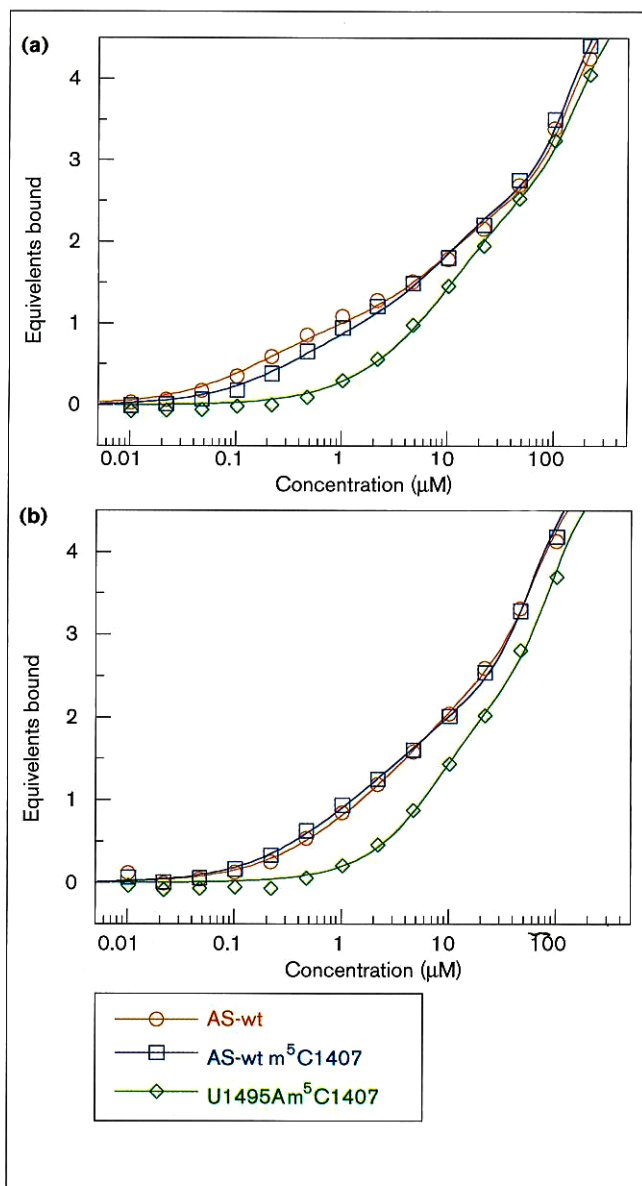 (a)
4
3
2
1
0
Equivelents bound
0.01 0.1 1 10 100
Concentration (μM)
(b)
4
3
2
1
0
Equivelents bound
0.01 0.1 1 10 100
Concentration (μM)
AS-wt
AS-wt m⁵C1407
U1495Am⁵C1407